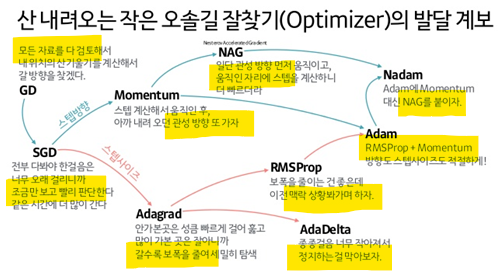 산 내려오는 작은 오솔길 잘찾기(Optimizer)의 발달 계보
모든 자료를 다 검토해서
내 위치의 산기울기를 계산해서
갈 방향을 찾겠다.
GD
스텝방향
SGD
전부 다봐야 한걸음은
너무 오래 걸리니까
조금만 보고 빨리 판단한다
같은 시간에 더 많이 간다
스텝사이즈
Momentum
스텝 계산해서 움직인 후,
아까 내려 오던 관성 방향 또 가자
Nesterov Accelerated Gradient
NAG
일단 관성 방향 먼저 움직이고,
움직인 자리에 스텝을 계산하니
더 빠르더라
Nadam
Adam에 Momentum
대신 NAG를 붙이자.
Adam
RMSProp + Momentum
방향도 스텝사이즈도 적절하게!
RMSProp
보폭을 줄이는 건 좋은데
이전 맥락 상황봐가며 하자.
Adagrad
안가본곳은 성큼 빠르게 걸어 훓고
많이 가본 곳은 잘아니까
갈수록 보폭을 줄여 세밀히 탐색
AdaDelta
종종걸음 너무 작아져서
정지하는걸 막아보자.